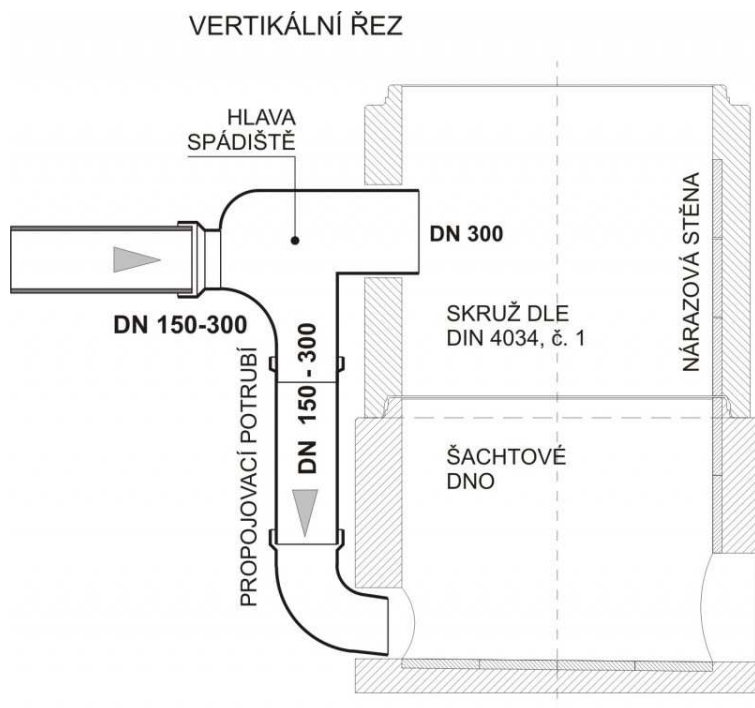 VERTIKÁLNÍ ŘEZ
HLAVA
SPÁDIŠTĚ
DN 300
DN 150-300
SKRUŽ DLE
DIN 4034, č. 1
NÁRAZOVÁ STĚNA
PROPOJOVACÍ POTRUBÍ
DN 150 - 300
ŠACHTOVÉ
DNO